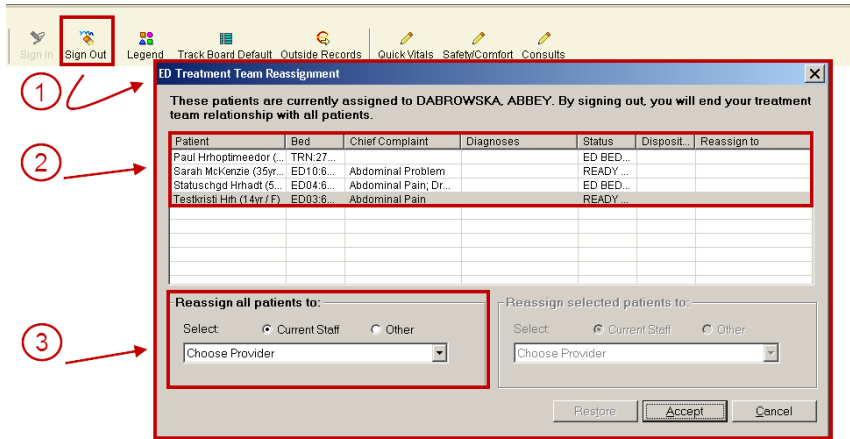 Sign In Sign Out Legend Track Board Default Outside Records Quick Vitals Safety/Comfort Consults
1
ED Treatment Team Reassignment
These patients are currently assigned to DABROWSKA, ABBEY. By signing out, you will end your treatment
team relationship with all patients.
Patient Bed Chief Complaint Diagnoses Status Disposit... Reassign to
Paul Hrhoptimeedor (... TRN:27... ED BED...
2
Sarah McKenzie (35yr... ED10:6... Abdominal Problem READY ...
Statuschgd Hrhadt (5... ED04:6... Abdominal Pain; Dr... ED BED...
Testkristi Hrh (14yr / F) ED03:6... Abdominal Pain READY ...
Reassign all patients to: Reassign selected patients to:
Select: Current Staff Other Select: Current Staff Other
3
Choose Provider Choose Provider
Restore Accept Cancel